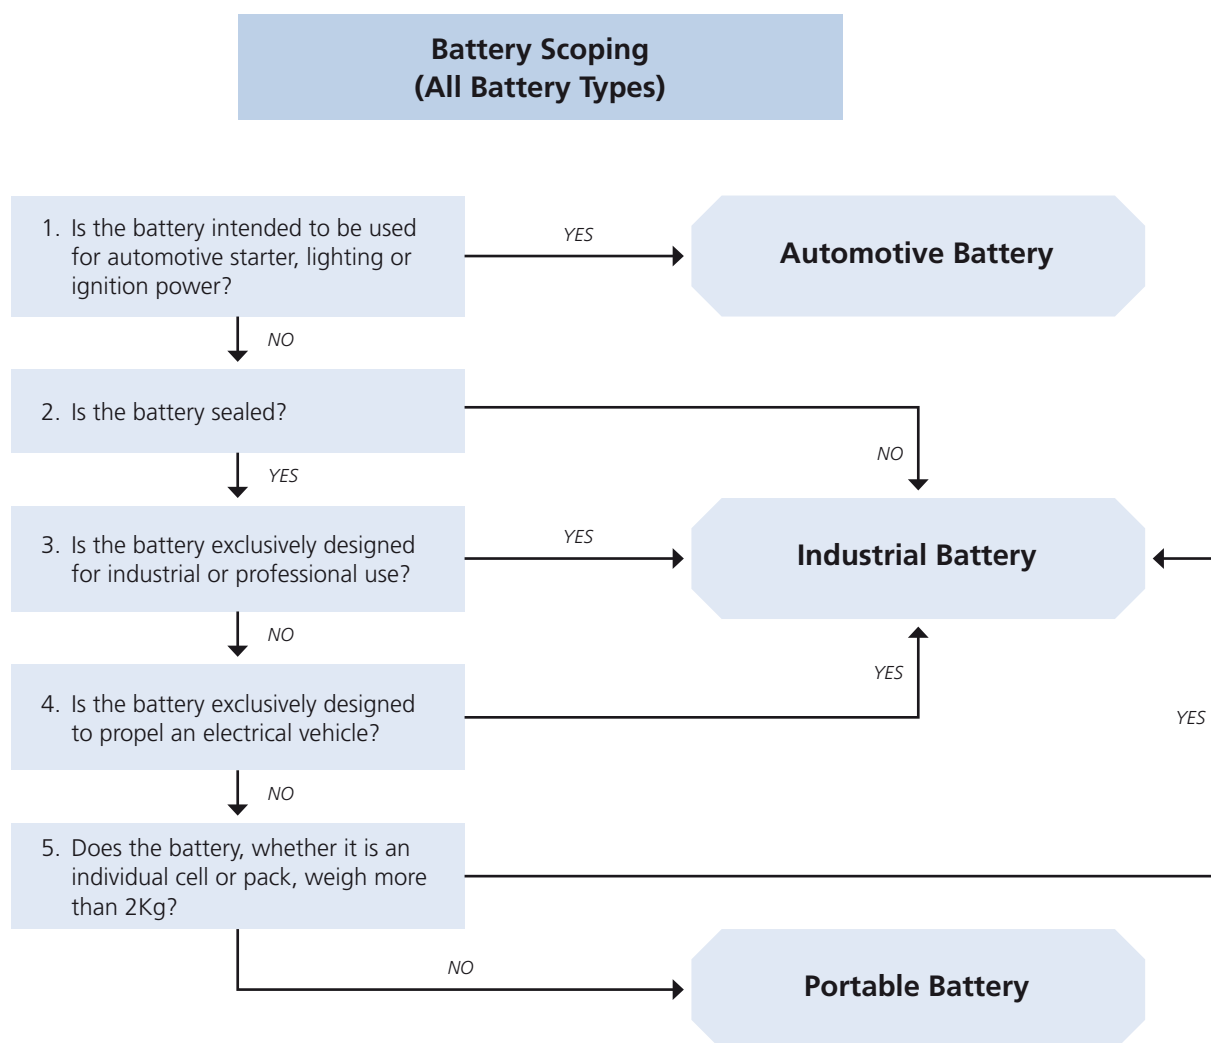 Battery Scoping
(All Battery Types)
1. Is the battery intended to be used
for automotive starter, lighting or
ignition power?
YES
Automotive Battery
NO
2. Is the battery sealed?
NO
YES
3. Is the battery exclusively designed
for industrial or professional use?
YES
Industrial Battery
NO
YES
4. Is the battery exclusively designed
to propel an electrical vehicle?
YES
NO
5. Does the battery, whether it is an
individual cell or pack, weigh more
than 2Kg?
NO
Portable Battery